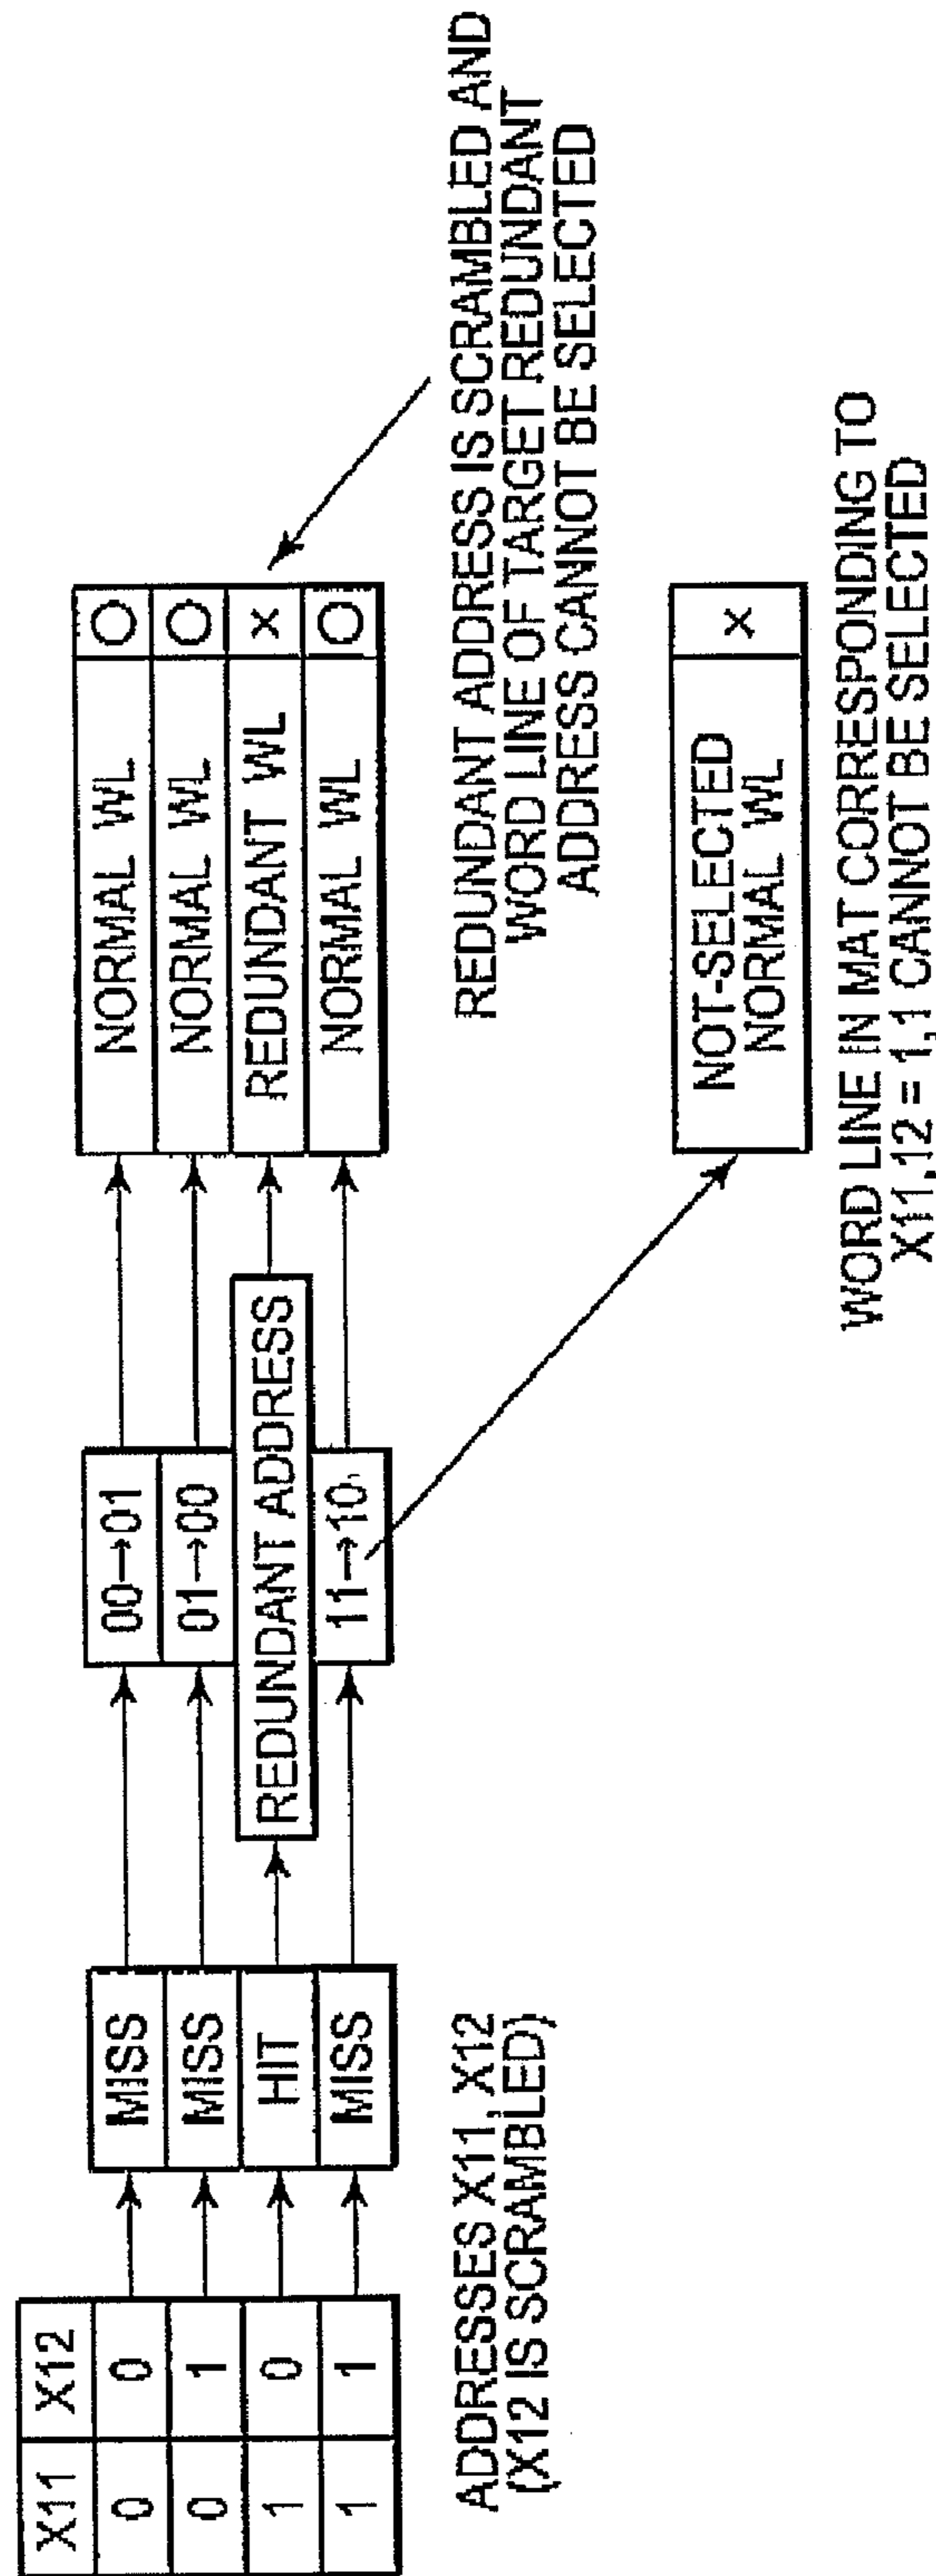 X11 X12
0 0
0 1
1 0
1 1
ADDRESSES X11, X12
(X12 IS SCRAMBLED)
MISS
MISS
HIT
MISS
00→01
01→00
REDUNDANT ADDRESS
11→10
NORMAL WL O
NORMAL WL O
REDUNDANT WL X
NORMAL WL O
REDUNDANT ADDRESS IS SCRAMBLED AND
WORD LINE OF TARGET REDUNDANT
ADDRESS CANNOT BE SELECTED
NOT-SELECTED
NORMAL WL
X
WORD LINE IN MAT CORRESPONDING TO
X11,12 = 1,1 CANNOT BE SELECTED